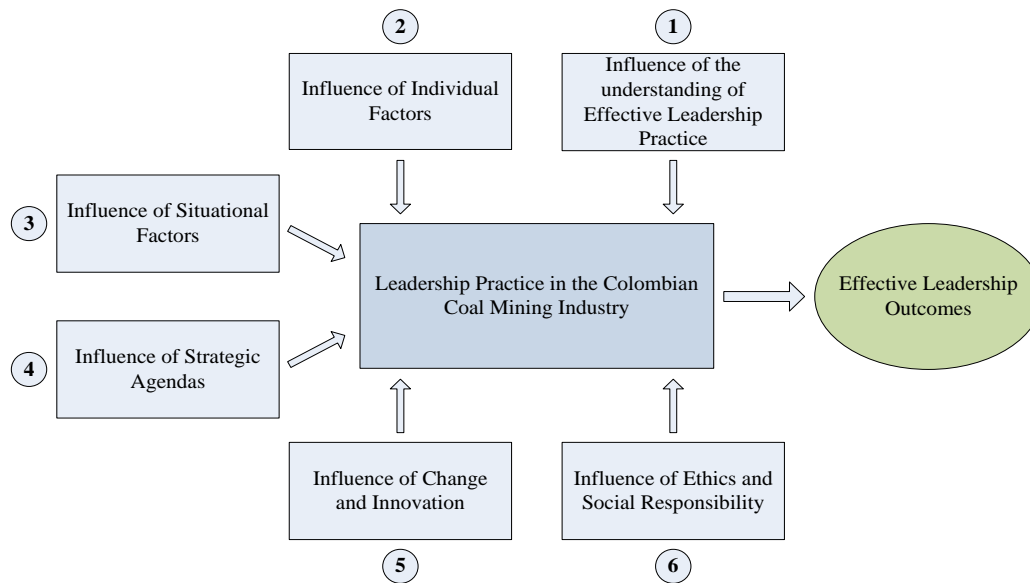 2
Influence of Individual
Factors
1
Influence of the
understanding of
Effective Leadership
Practice
3
Influence of Situational
Factors
Leadership Practice in the Colombian
Coal Mining Industry
Effective Leadership
Outcomes
4
Influence of Strategic
Agendas
Influence of Change
and Innovation
5
Influence of Ethics and
Social Responsibility
6